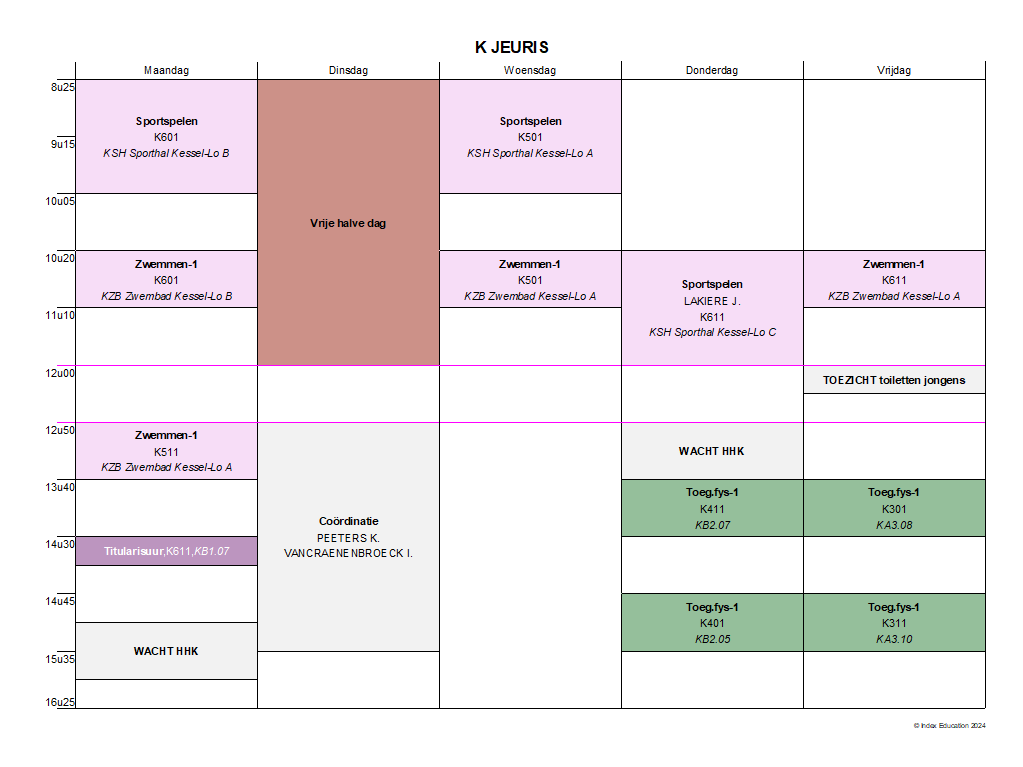 K JEURIS
Maandag Dinsdag Woensdag Donderdag Vrijdag
8u25
9u15
10u05
10u20
11u10
12u00
12u50
13u40
14u30
14u45
15u35
16u25
Sportspelen
K601
KSH Sporthal Kessel-Lo B
Zwemmen-1
K601
KZB Zwembad Kessel-Lo B
Zwemmen-1
K511
KZB Zwembad Kessel-Lo A
Titularisuur,K611,KB1.07
WACHT HHK
Vrije halve dag
Coördinatie
PEETERS K.
VANCRAENENBROECK I.
Sportspelen
K501
KSH Sporthal Kessel-Lo A
Zwemmen-1
K501
KZB Zwembad Kessel-Lo A
Sportspelen
LAKIERE J.
K611
KSH Sporthal Kessel-Lo C
WACHT HHK
Toeg.fys-1
K411
KB2.07
Toeg.fys-1
K401
KB2.05
Zwemmen-1
K611
KZB Zwembad Kessel-Lo A
TOEZICHT toiletten jongens
Toeg.fys-1
K301
KA3.08
Toeg.fys-1
K311
KA3.10
© Index Education 2024